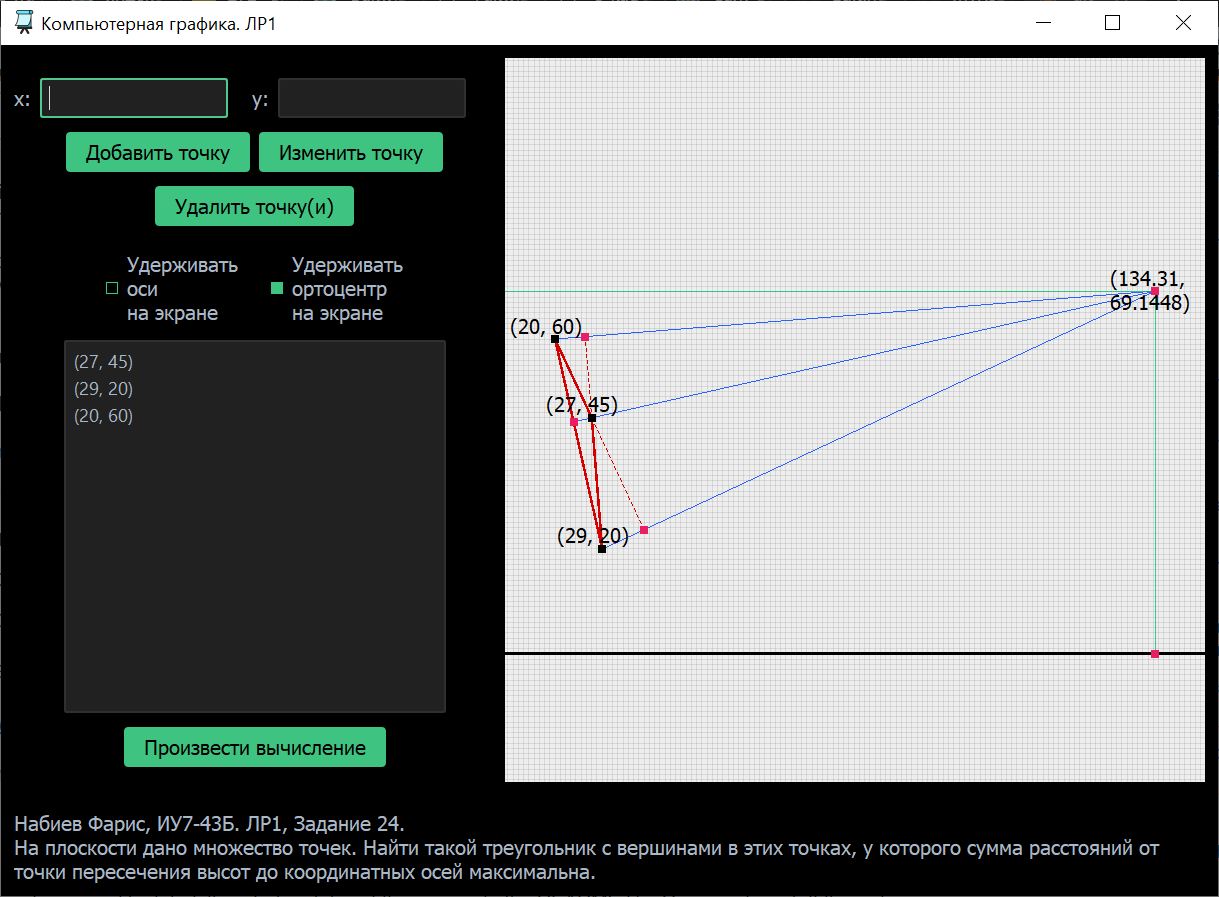 Компьютерная графика. ЛР1
x: y:
Добавить точку Изменить точку
Удалить точку(и)
Удерживать
оси
на экране
Удерживать
ортоцентр
на экране
(27, 45)
(29, 20)
(20, 60)
Произвести вычисление
(134.31,
69.1448)
(20, 60)
(27, 45)
(29, 20)
Набиев Фарис, ИУ7-43Б. ЛР1, Задание 24.
На плоскости дано множество точек. Найти такой треугольник с вершинами в этих точках, у которого сумма расстояний от
точки пересечения высот до координатных осей максимальна.